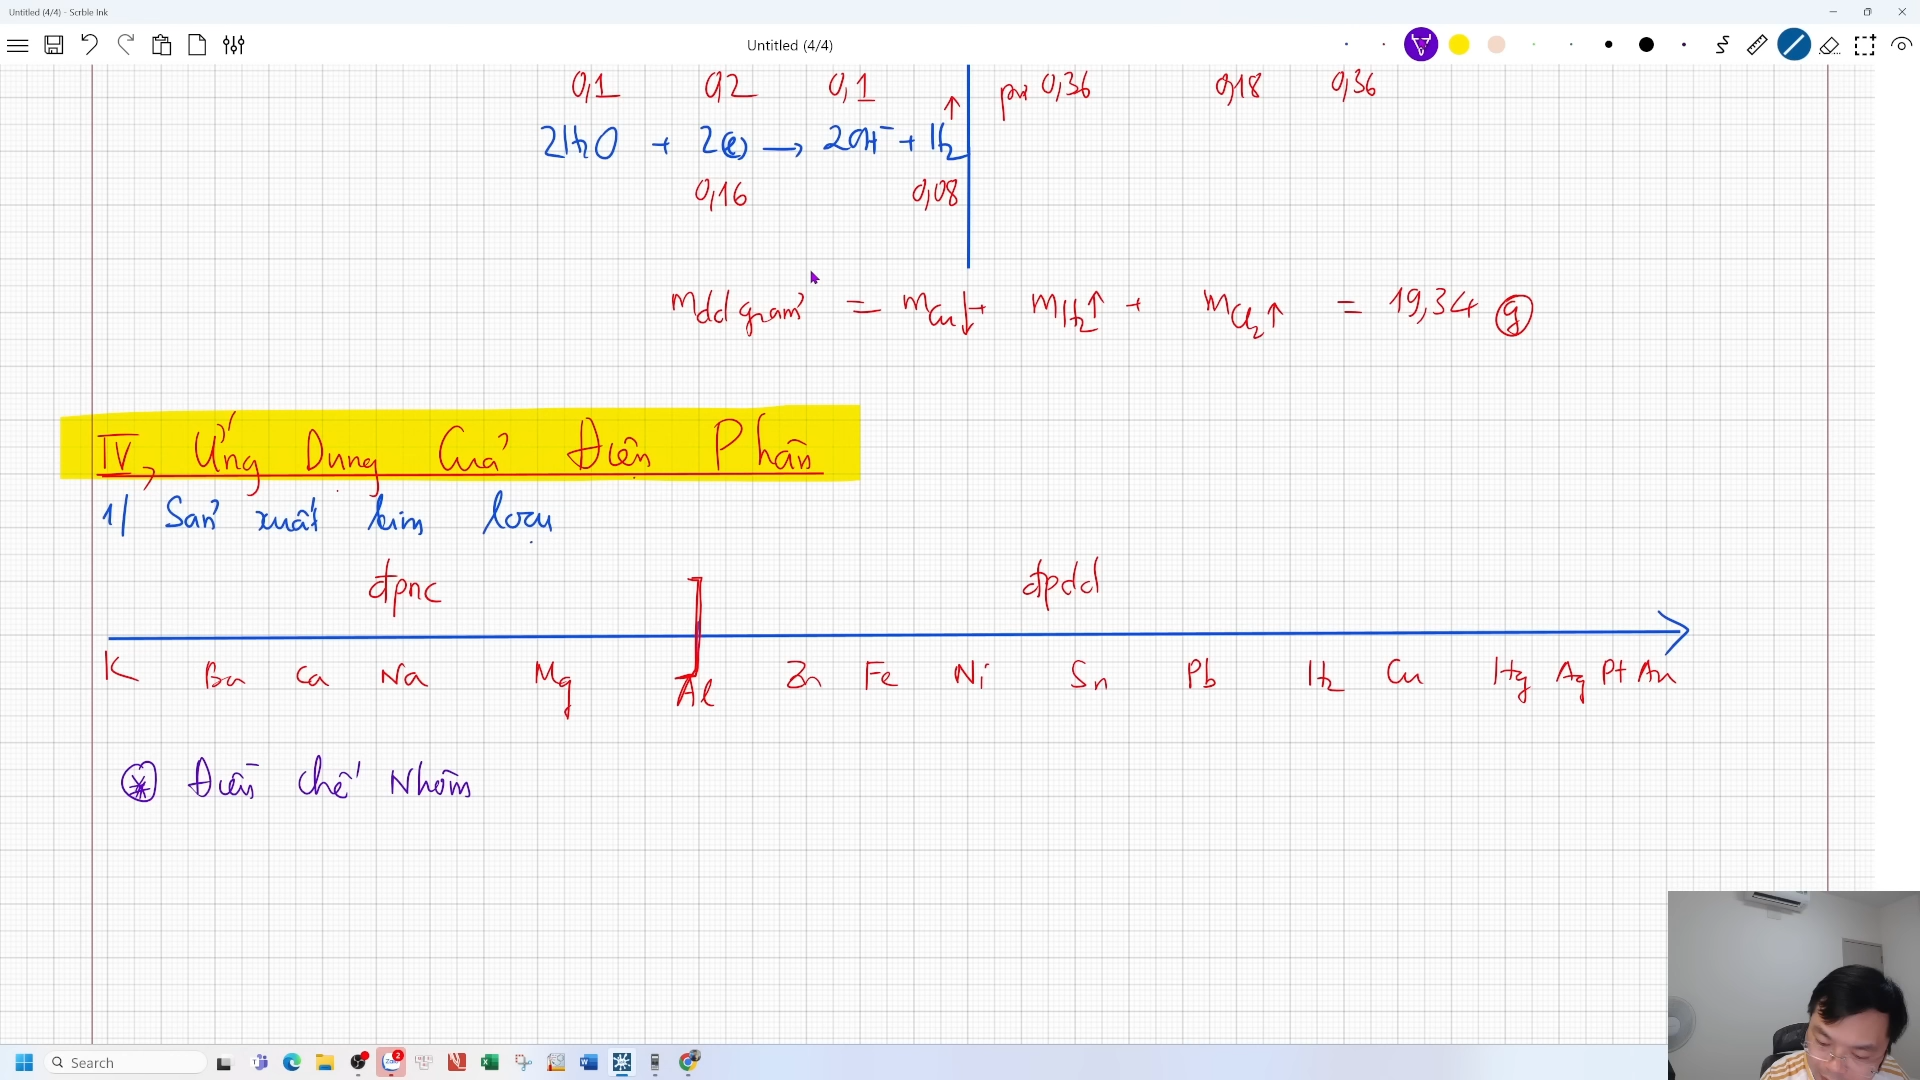 Untitled (4/4) - Scrble Ink
Untitled (4/4)
0,1 0,2 0,1 ↑ pư 0,36 0,18 0,36
2H2O + 2(e) → 2OH⁻ + H2
0,16 0,08
mdd giảm = mCu↓ + mH2↑ + mCl2↑ = 19,34 g
IV, Ứng Dụng Của Điện Phân
1/ Sản xuất kim loại
đpnc đpdd
K Ba Ca Na Mg Al Zn Fe Ni Sn Pb H2 Cu Hg Ag Pt Au
* Điều chế Nhôm
Search
2